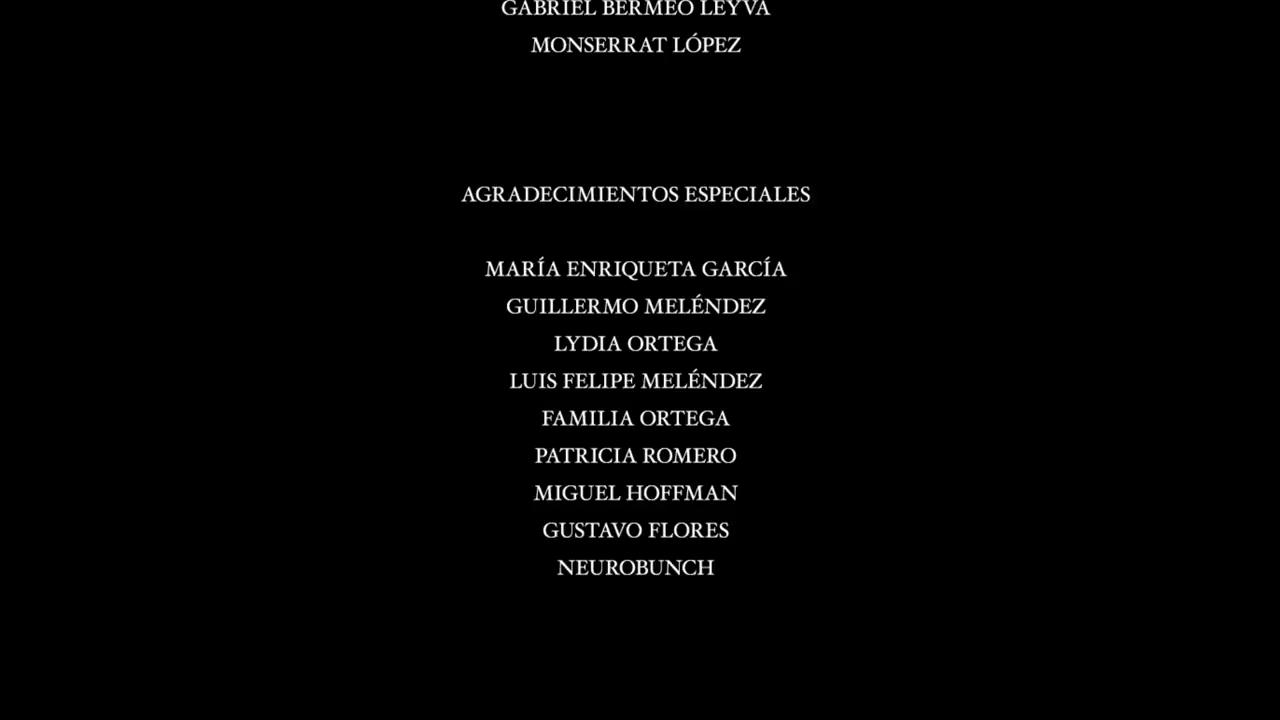 GABRIEL BERMEO LEYVA
MONSERRAT LÓPEZ
AGRADECIMIENTOS ESPECIALES
MARÍA ENRIQUETA GARCÍA
GUILLERMO MELÉNDEZ
LYDIA ORTEGA
LUIS FELIPE MELÉNDEZ
FAMILIA ORTEGA
PATRICIA ROMERO
MIGUEL HOFFMAN
GUSTAVO FLORES
NEUROBUNCH